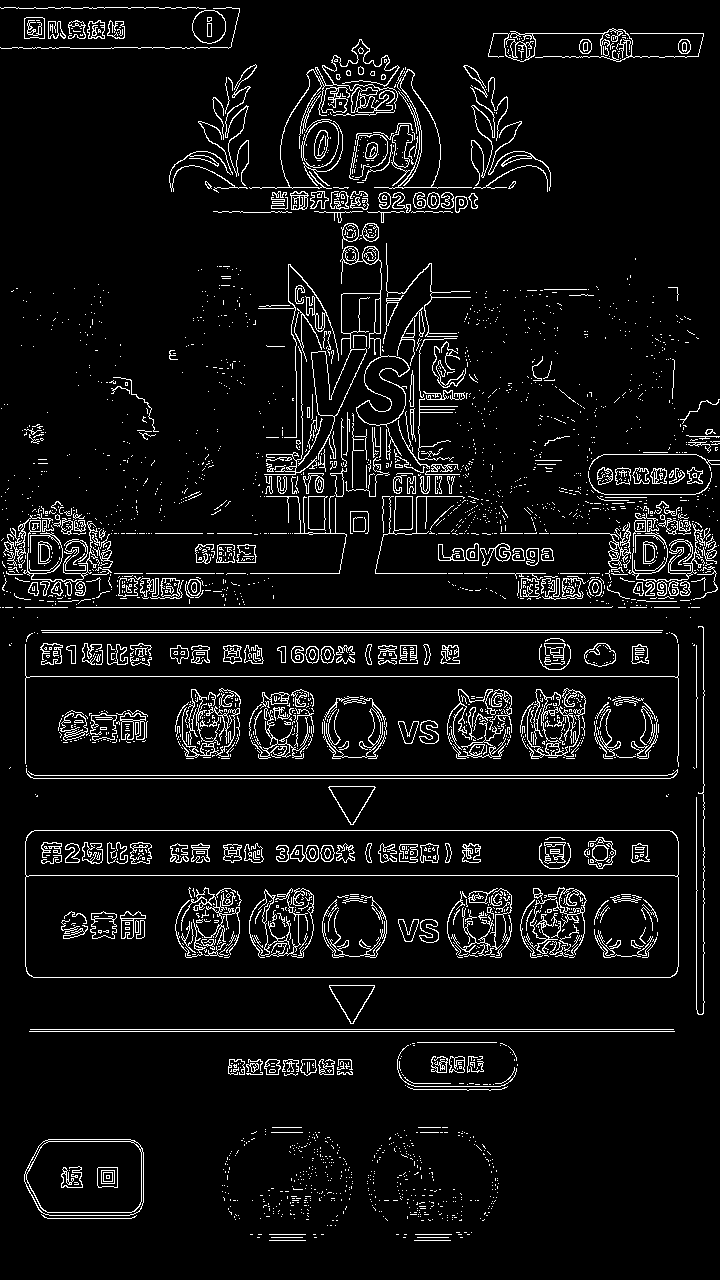 团队竞技场
0 0
段位2
0 pt
当前升段线 92,603pt
VS
参赛优俊少女
D2
舒服嘉
LadyGaga
D2
47419
胜利数 0
胜利数 0
42963
第1场比赛 中京 草地 1600米（英里）逆
夏
良
参赛前
VS
第2场比赛 东京 草地 3400米（长距离）逆
夏
良
参赛前
VS
跳过各赛事结果
缩短版
返回